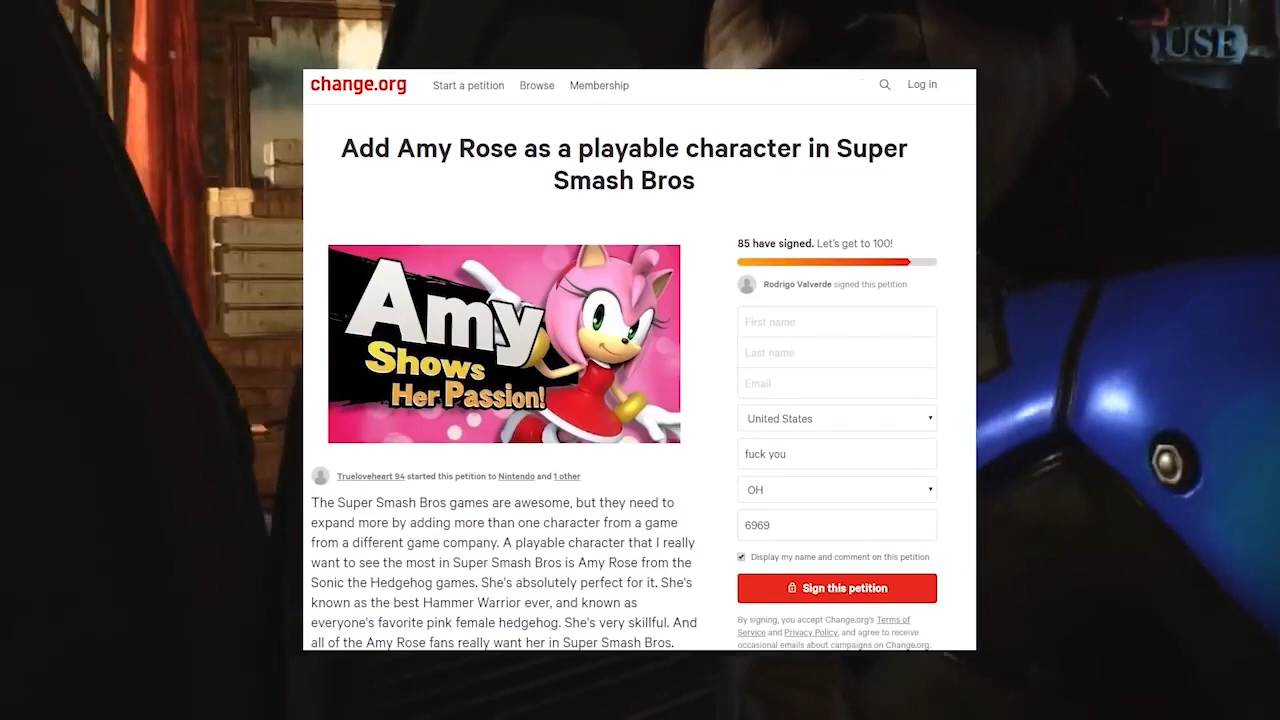 USE
change.org
Start a petition
Browse
Membership
Log in
Add Amy Rose as a playable character in Super
Smash Bros
Amy
Shows
Her Passion!
85 have signed. Let's get to 100!
Rodrigo Valverde signed this petition
First name
Last name
Email
United States
fuck you
OH
6969
Display my name and comment on this petition
Sign this petition
By signing, you accept Change.org's Terms of
Service and Privacy Policy, and agree to receive
occasional emails about campaigns on Change.org.
Trueloveheart 94 started this petition to Nintendo and 1 other
The Super Smash Bros games are awesome, but they need to
expand more by adding more than one character from a game
from a different game company. A playable character that I really
want to see the most in Super Smash Bros is Amy Rose from the
Sonic the Hedgehog games. She's absolutely perfect for it. She's
known as the best Hammer Warrior ever, and known as
everyone's favorite pink female hedgehog. She's very skillful. And
all of the Amy Rose fans really want her in Super Smash Bros.